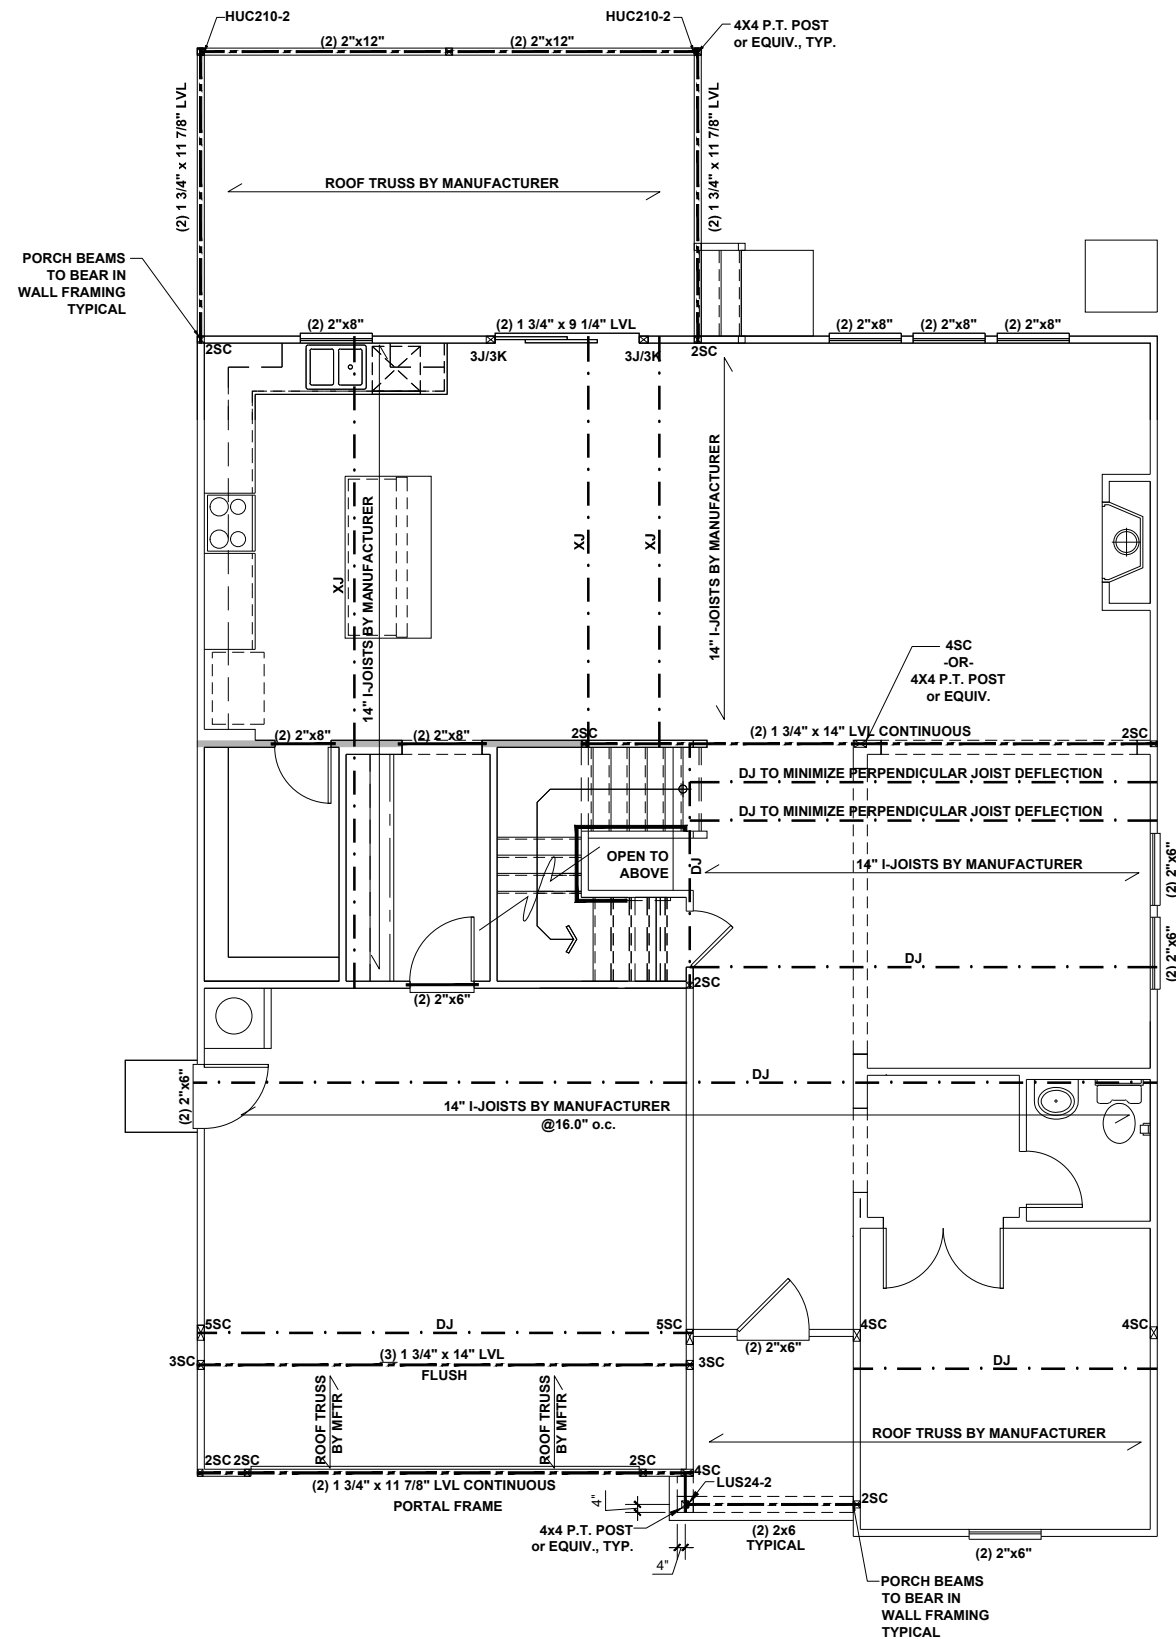 HUC210-2
HUC210-2
4X4 P.T. POST
or EQUIV., TYP.
(2) 2"x12"
(2) 2"x12"
(2) 1 3/4" x 11 7/8" LVL
(2) 1 3/4" x 11 7/8" LVL
ROOF TRUSS BY MANUFACTURER
PORCH BEAMS
TO BEAR IN
WALL FRAMING
TYPICAL
(2) 2"x8"
(2) 1 3/4" x 9 1/4" LVL
(2) 2"x8"
(2) 2"x8"
(2) 2"x8"
2SC
3J/3K
3J/3K
2SC
14" I-JOISTS BY MANUFACTURER
XJ
XJ
XJ
14" I-JOISTS BY MANUFACTURER
4SC
-OR-
4X4 P.T. POST
or EQUIV.
(2) 2"x8"
(2) 2"x8"
2SC
(2) 1 3/4" x 14" LVL CONTINUOUS
2SC
DJ TO MINIMIZE PERPENDICULAR JOIST DEFLECTION
DJ TO MINIMIZE PERPENDICULAR JOIST DEFLECTION
OPEN TO
ABOVE
DJ
14" I-JOISTS BY MANUFACTURER
(2) 2"x6"
(2) 2"x6"
DJ
2SC
(2) 2"x6"
(2) 2"x6"
DJ
14" I-JOISTS BY MANUFACTURER
@16.0" o.c.
5SC
DJ
5SC
4SC
4SC
(2) 2"x6"
3SC
(3) 1 3/4" x 14" LVL
FLUSH
3SC
DJ
ROOF TRUSS
BY MFTR
ROOF TRUSS
BY MFTR
ROOF TRUSS BY MANUFACTURER
2SC
2SC
2SC
4SC
(2) 1 3/4" x 11 7/8" LVL CONTINUOUS
PORTAL FRAME
LUS24-2
2SC
4"
4x4 P.T. POST
or EQUIV., TYP.
(2) 2x6
TYPICAL
4"
(2) 2"x6"
PORCH BEAMS
TO BEAR IN
WALL FRAMING
TYPICAL